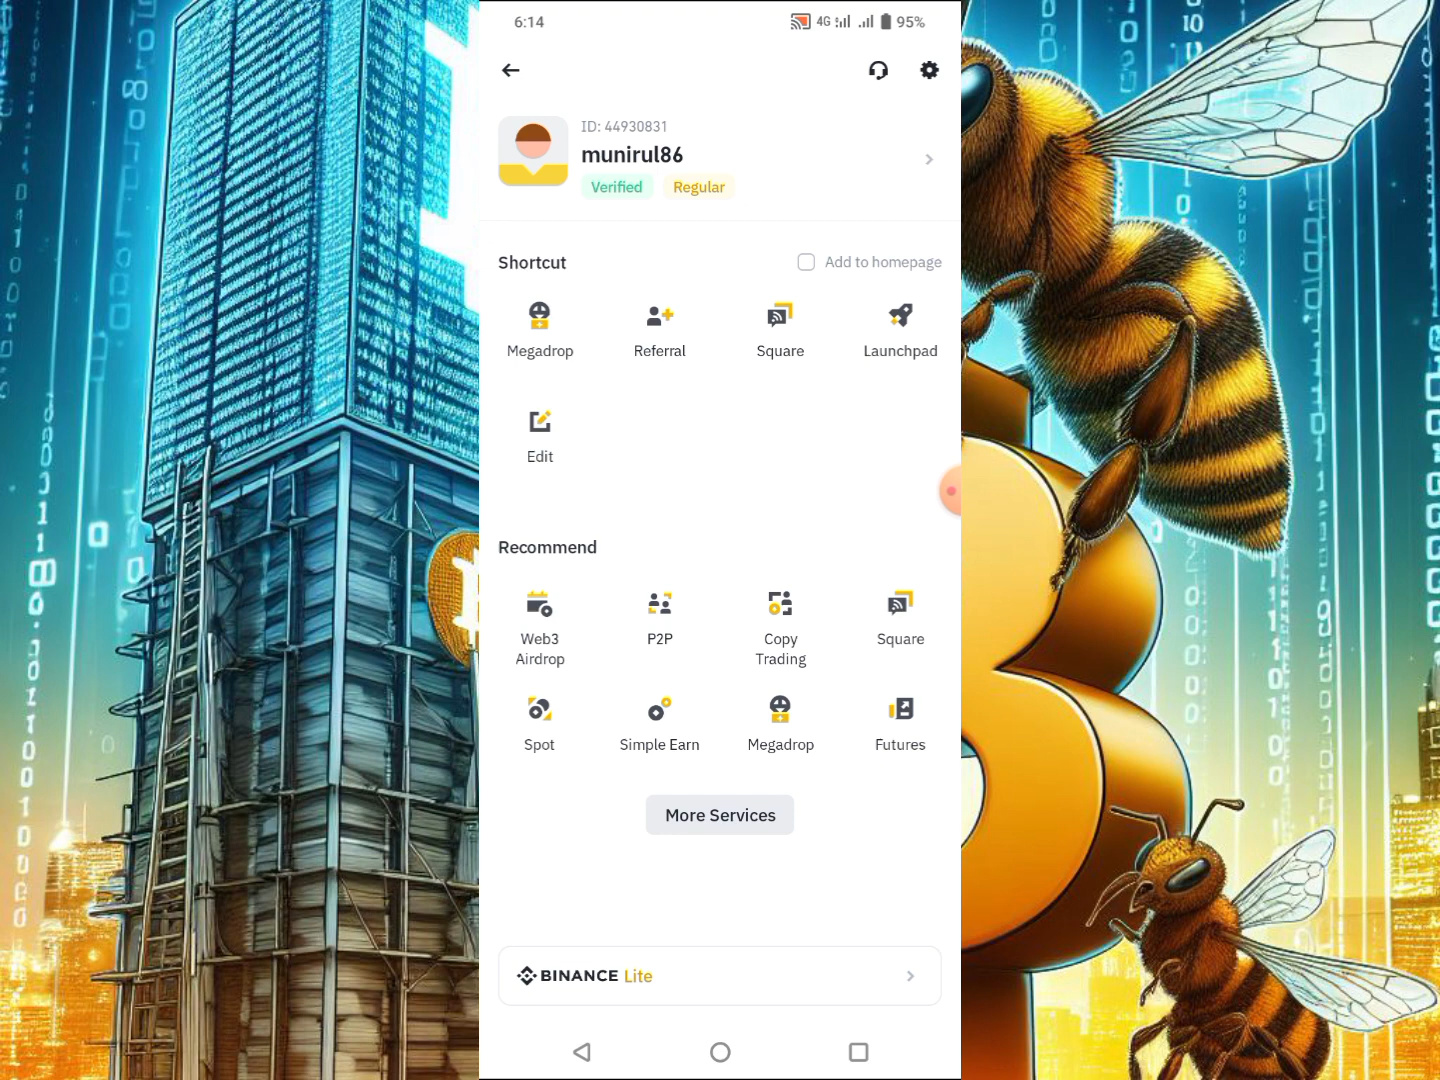 6:14
4G
95%
ID: 44930831
munirul86
Verified
Regular
Shortcut
Add to homepage
Megadrop
Referral
Square
Launchpad
Edit
Recommend
Web3
Airdrop
P2P
Copy
Trading
Square
Spot
Simple Earn
Megadrop
Futures
More Services
BINANCE Lite